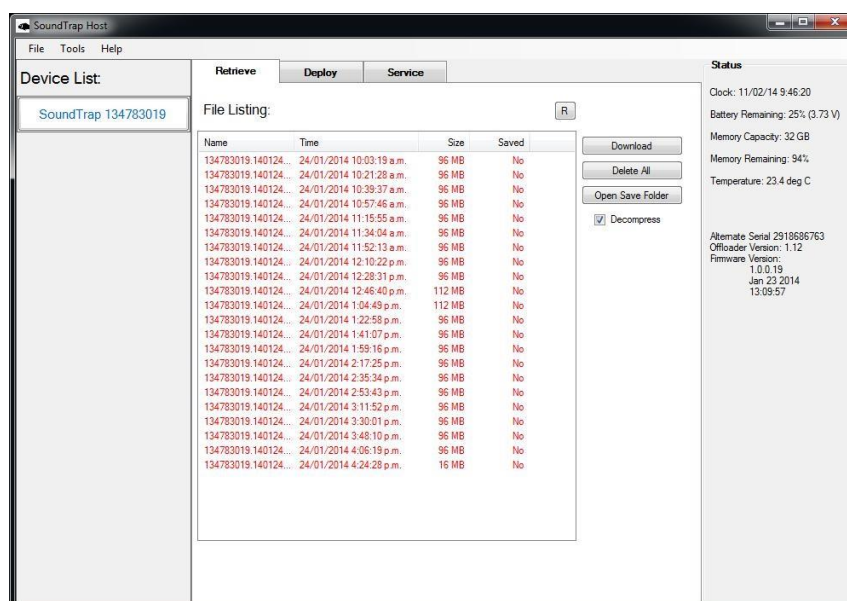 SoundTrap Host
File Tools Help
Device List:
SoundTrap 134783019
Retrieve Deploy Service
File Listing:
R
Name Time Size Saved
134783019.140124... 24/01/2014 10:03:19 a.m. 96 MB No
134783019.140124... 24/01/2014 10:21:28 a.m. 96 MB No
134783019.140124... 24/01/2014 10:39:37 a.m. 96 MB No
134783019.140124... 24/01/2014 10:57:46 a.m. 96 MB No
134783019.140124... 24/01/2014 11:15:55 a.m. 96 MB No
134783019.140124... 24/01/2014 11:34:04 a.m. 96 MB No
134783019.140124... 24/01/2014 11:52:13 a.m. 96 MB No
134783019.140124... 24/01/2014 12:10:22 p.m. 96 MB No
134783019.140124... 24/01/2014 12:28:31 p.m. 96 MB No
134783019.140124... 24/01/2014 12:46:40 p.m. 112 MB No
134783019.140124... 24/01/2014 1:04:49 p.m. 112 MB No
134783019.140124... 24/01/2014 1:22:58 p.m. 96 MB No
134783019.140124... 24/01/2014 1:41:07 p.m. 96 MB No
134783019.140124... 24/01/2014 1:59:16 p.m. 96 MB No
134783019.140124... 24/01/2014 2:17:25 p.m. 96 MB No
134783019.140124... 24/01/2014 2:35:34 p.m. 96 MB No
134783019.140124... 24/01/2014 2:53:43 p.m. 96 MB No
134783019.140124... 24/01/2014 3:11:52 p.m. 96 MB No
134783019.140124... 24/01/2014 3:30:01 p.m. 96 MB No
134783019.140124... 24/01/2014 3:48:10 p.m. 96 MB No
134783019.140124... 24/01/2014 4:06:19 p.m. 96 MB No
134783019.140124... 24/01/2014 4:24:28 p.m. 16 MB No
Download
Delete All
Open Save Folder
Decompress
Status
Clock: 11/02/14 9:46:20
Battery Remaining: 25% (3.73 V)
Memory Capacity: 32 GB
Memory Remaining: 94%
Temperature: 23.4 deg C
Alternate Serial 2918686763
Offloader Version: 1.12
Firmware Version:
1.0.0.19
Jan 23 2014
13:09:57